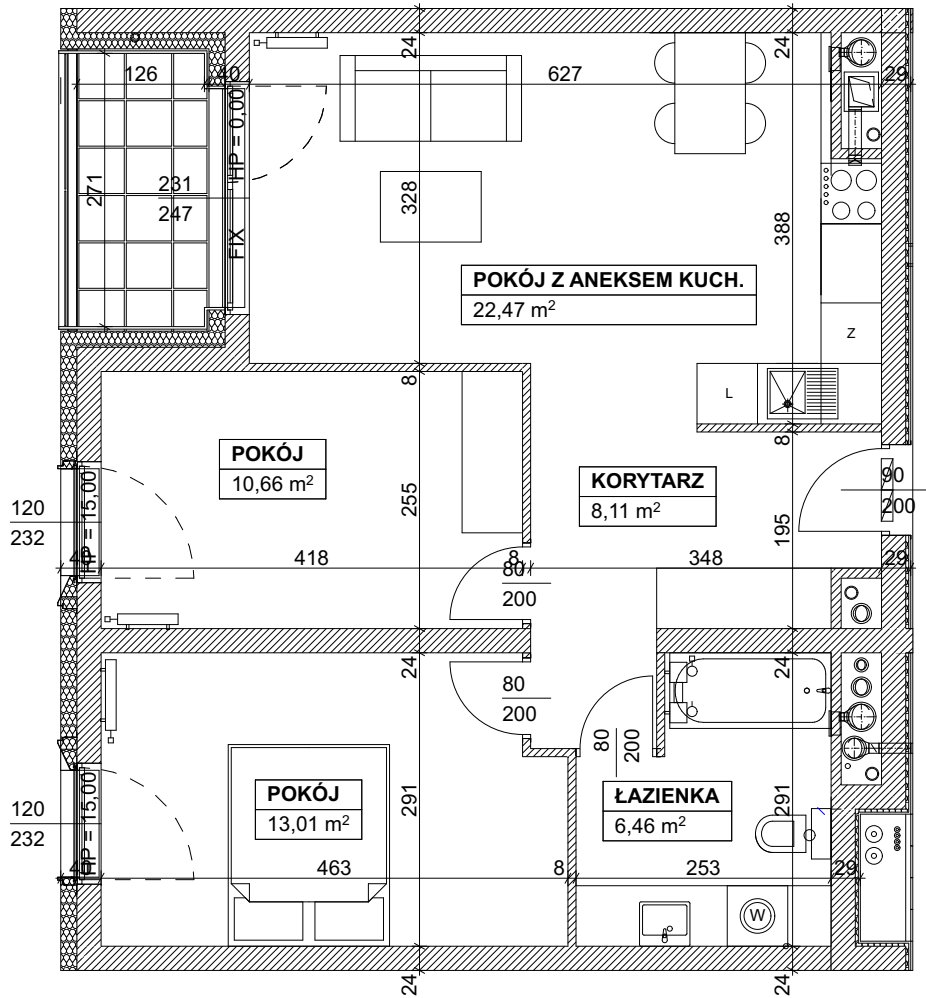 24
24
126
40
627
29
HP = 0,00
271
231
247
328
388
FIX
POKÓJ Z ANEKSEM KUCH.
22,47 m²
Z
8
L
8
POKÓJ
10,66 m²
KORYTARZ
8,11 m²
90
200
120
232
HP = 15,00
255
195
418
8
348
29
80
200
24
24
80
200
80
200
120
232
HP = 15,00
POKÓJ
13,01 m²
291
ŁAZIENKA
6,46 m²
291
463
8
253
29
W
24
24